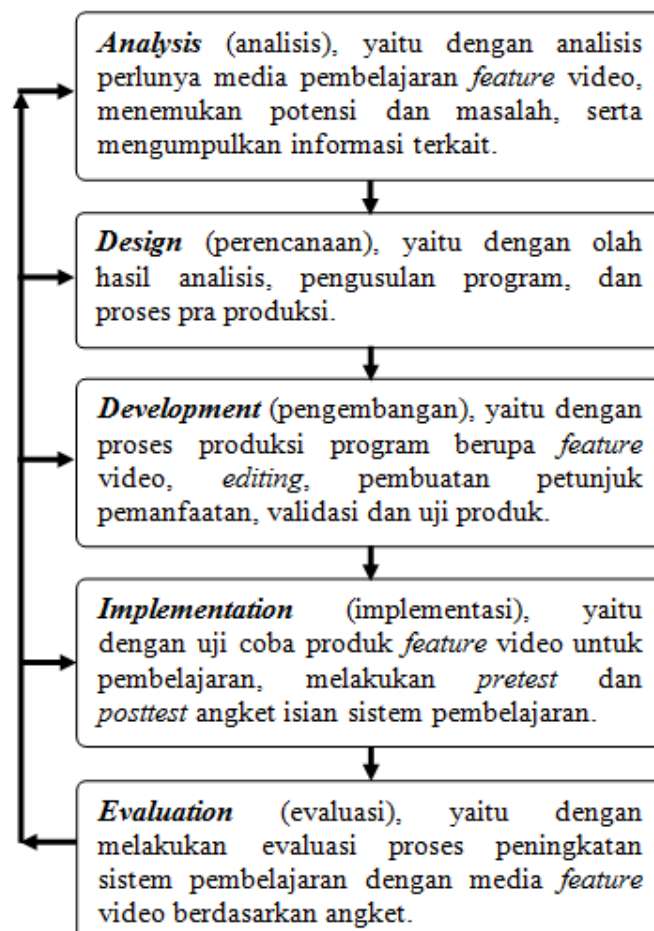 Analysis (analisis), yaitu dengan analisis
perlunya media pembelajaran feature video,
menemukan potensi dan masalah, serta
mengumpulkan informasi terkait.
Design (perencanaan), yaitu dengan olah
hasil analisis, pengusulan program, dan
proses pra produksi.
Development (pengembangan), yaitu dengan
proses produksi program berupa feature
video, editing, pembuatan petunjuk
pemanfaatan, validasi dan uji produk.
Implementation (implementasi), yaitu
dengan uji coba produk feature video untuk
pembelajaran, melakukan pretest dan
posttest angket isian sistem pembelajaran.
Evaluation (evaluasi), yaitu dengan
melakukan evaluasi proses peningkatan
sistem pembelajaran dengan media feature
video berdasarkan angket.